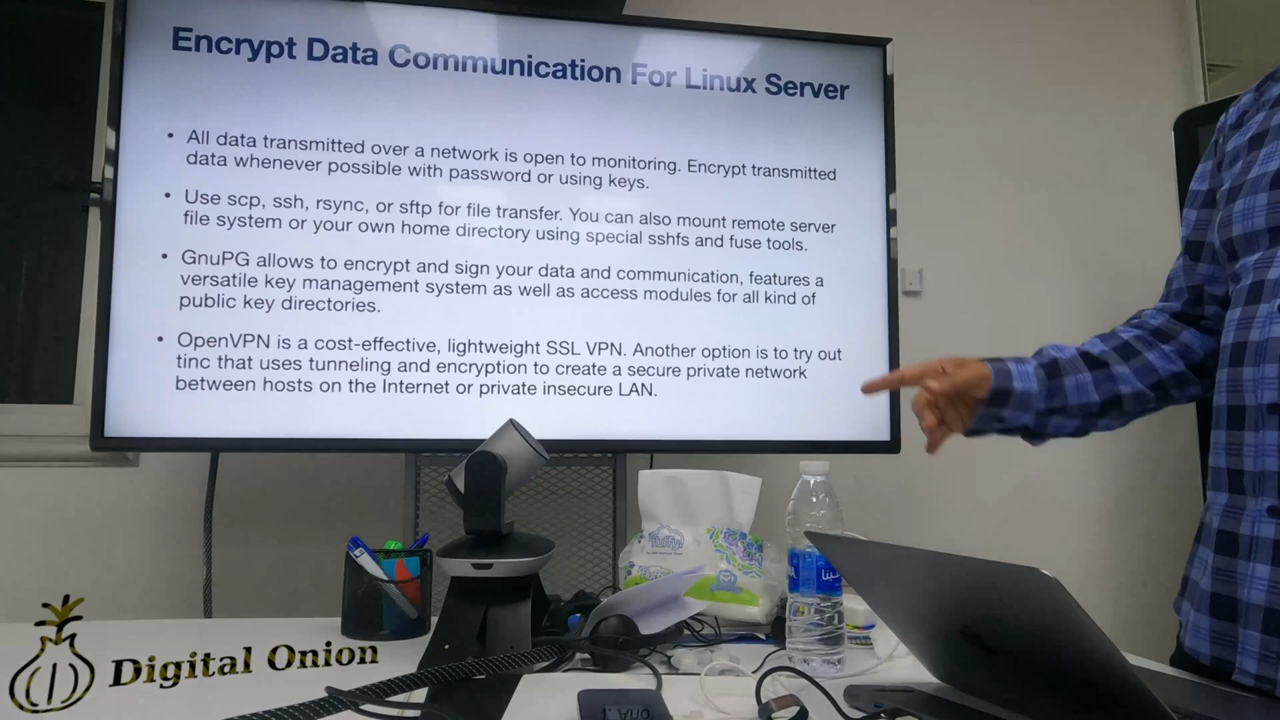 Encrypt Data Communication For Linux Server
• All data transmitted over a network is open to monitoring. Encrypt transmitted
data whenever possible with password or using keys.
• Use scp, ssh, rsync, or sftp for file transfer. You can also mount remote server
file system or your own home directory using special sshfs and fuse tools.
• GnuPG allows to encrypt and sign your data and communication, features a
versatile key management system as well as access modules for all kind of
public key directories.
• OpenVPN is a cost-effective, lightweight SSL VPN. Another option is to try out
tinc that uses tunneling and encryption to create a secure private network
between hosts on the Internet or private insecure LAN.
fluffy!
Digital Onion